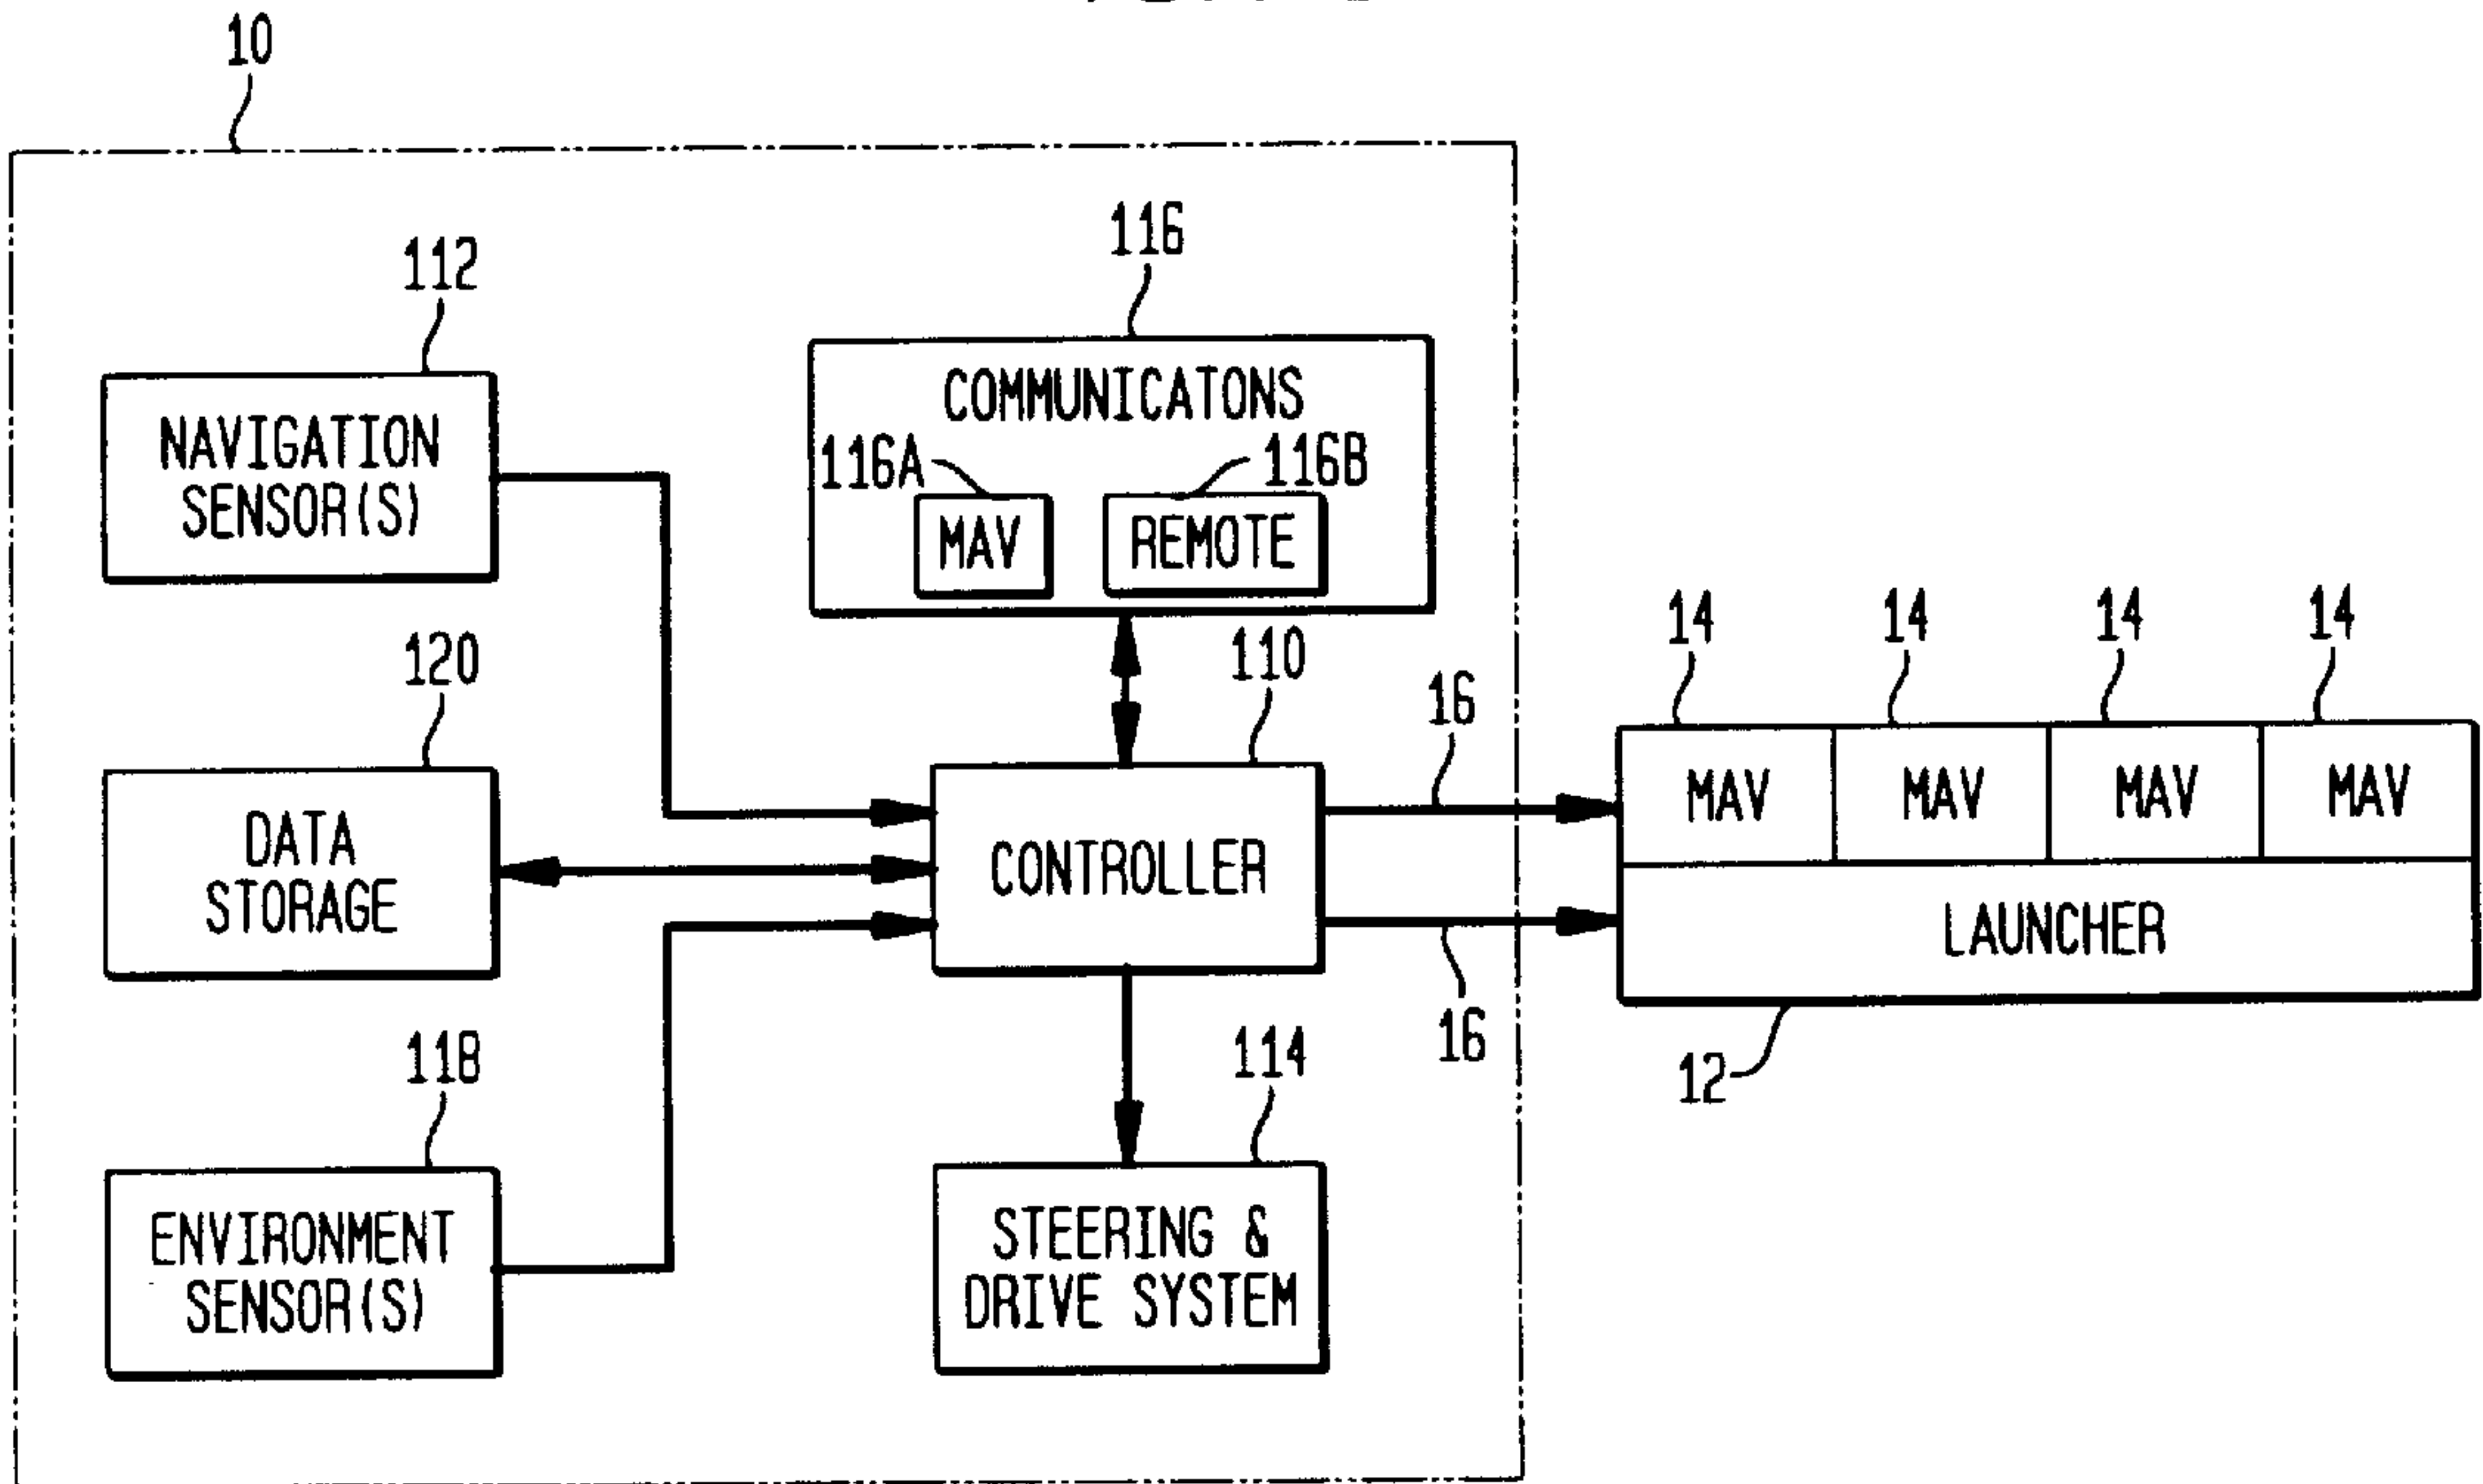 10
112
NAVIGATION
SENSOR(S)
116
COMMUNICATONS
116A
116B
MAV
REMOTE
120
DATA
STORAGE
110
CONTROLLER
16
16
14
14
14
14
MAV
MAV
MAV
MAV
LAUNCHER
12
118
ENVIRONMENT
SENSOR(S)
114
STEERING &
DRIVE SYSTEM